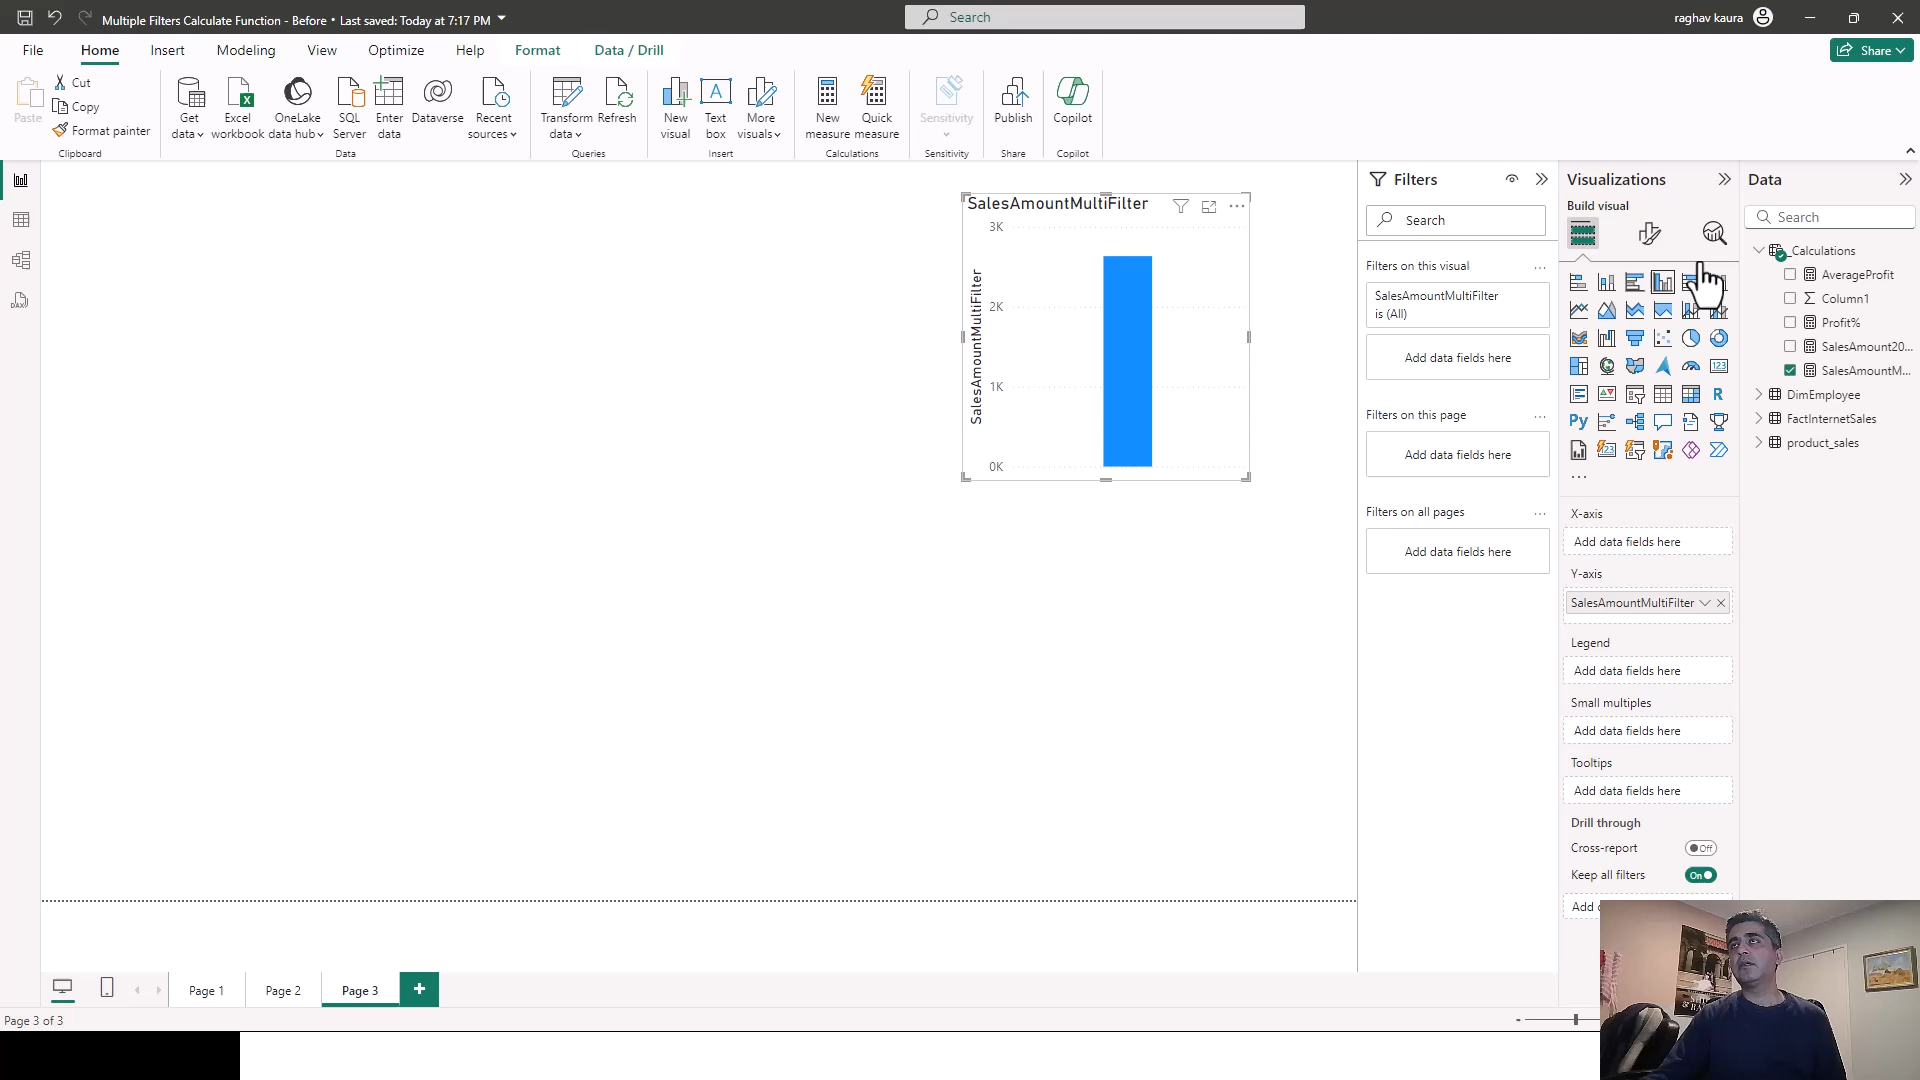 Multiple Filters Calculate Function - Before • Last saved: Today at 7:17 PM
Search
raghav kaura
File
Home
Insert
Modeling
View
Optimize
Help
Format
Data / Drill
Share
Paste
Cut
Copy
Format painter
Clipboard
Get data
Excel workbook
OneLake data hub
SQL Server
Enter data
Dataverse
Recent sources
Data
Transform data
Refresh
Queries
New visual
Text box
More visuals
Insert
New measure
Quick measure
Calculations
Sensitivity
Sensitivity
Publish
Share
Copilot
Copilot
SalesAmountMultiFilter
SalesAmountMultiFilter
3K
2K
1K
0K
Filters
Search
Filters on this visual
SalesAmountMultiFilter
is (All)
Add data fields here
Filters on this page
Add data fields here
Filters on all pages
Add data fields here
Visualizations
Build visual
123
R
Py
X-axis
Add data fields here
Y-axis
SalesAmountMultiFilter
Legend
Add data fields here
Small multiples
Add data fields here
Tooltips
Add data fields here
Drill through
Cross-report
Off
Keep all filters
On
Add
Data
Search
_Calculations
AverageProfit
Column1
Profit%
SalesAmount20...
SalesAmountM...
DimEmployee
FactInternetSales
product_sales
Page 1
Page 2
Page 3
Page 3 of 3